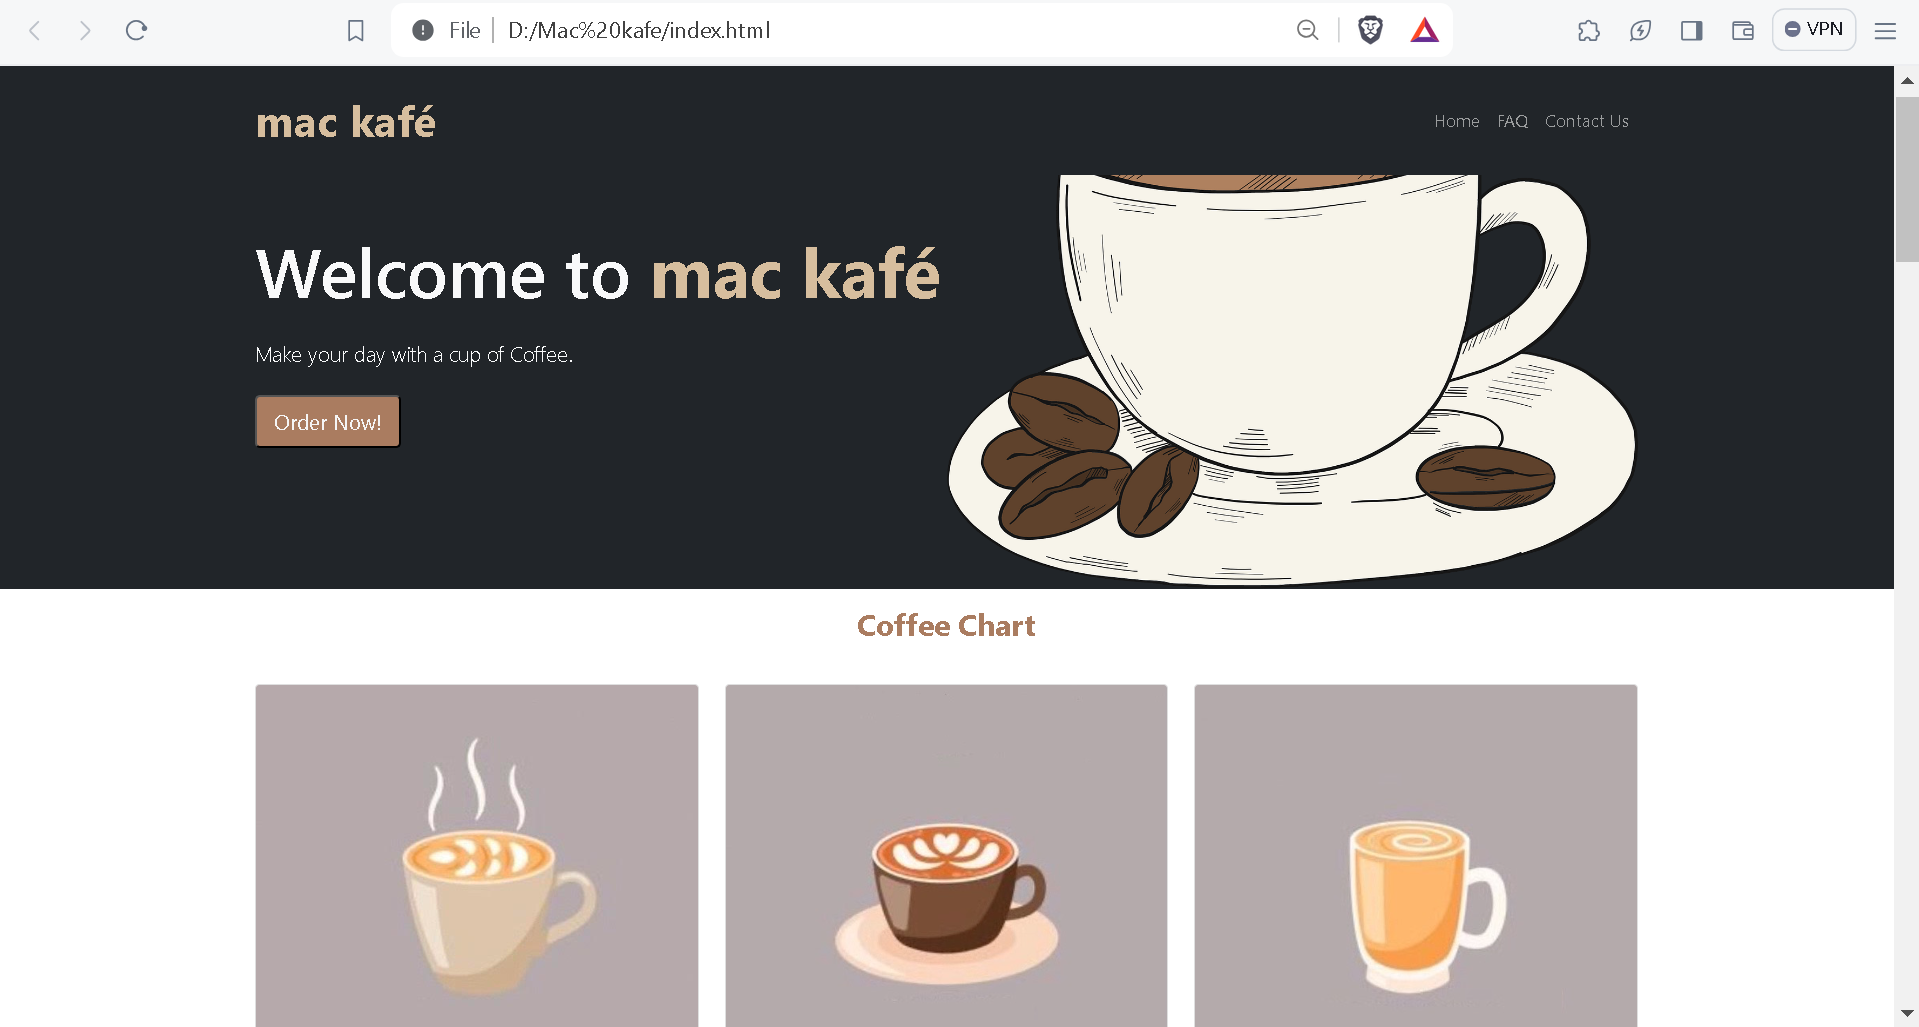 File D:/Mac%20kafe/index.html VPN
mac kafé Home FAQ Contact Us
Welcome to mac kafé
Make your day with a cup of Coffee.
Order Now!
Coffee Chart